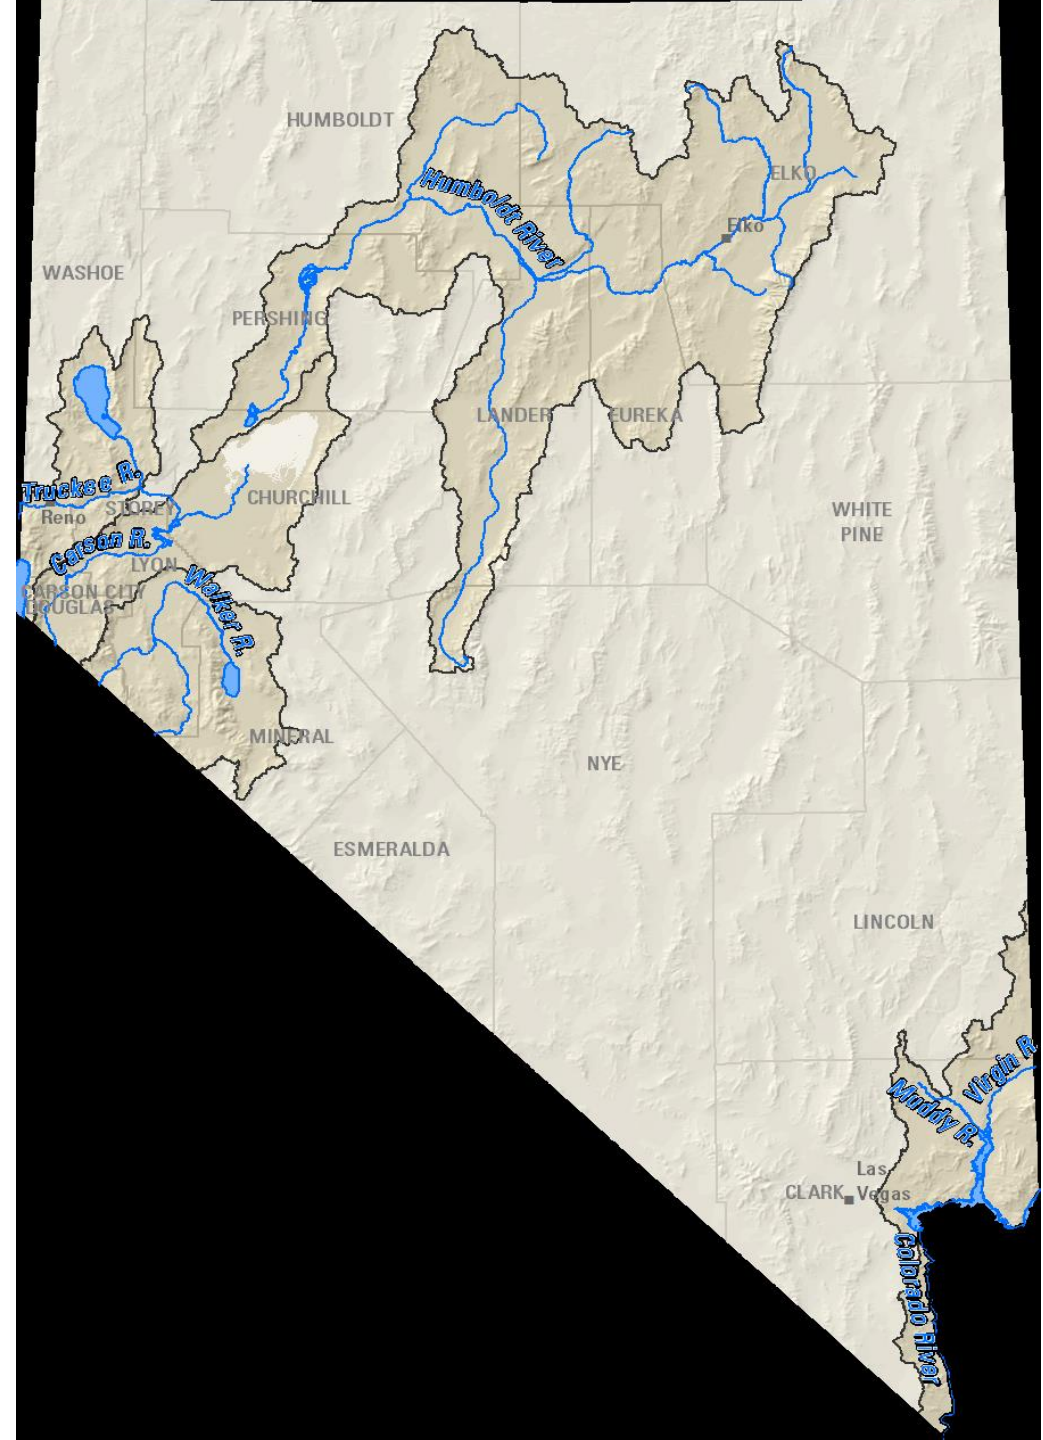 HUMBOLDT
ELKO
Humboldt River
Elko
WASHOE
PERSHING
LANDER
EUREKA
Truckee R.
CHURCHILL
STOREY
Reno
WHITE
PINE
Carson R.
LYON
Walker R.
CARSON CITY
DOUGLAS
MINERAL
NYE
ESMERALDA
LINCOLN
Virgin R.
Muddy R.
Las
Vegas
CLARK
Colorado River